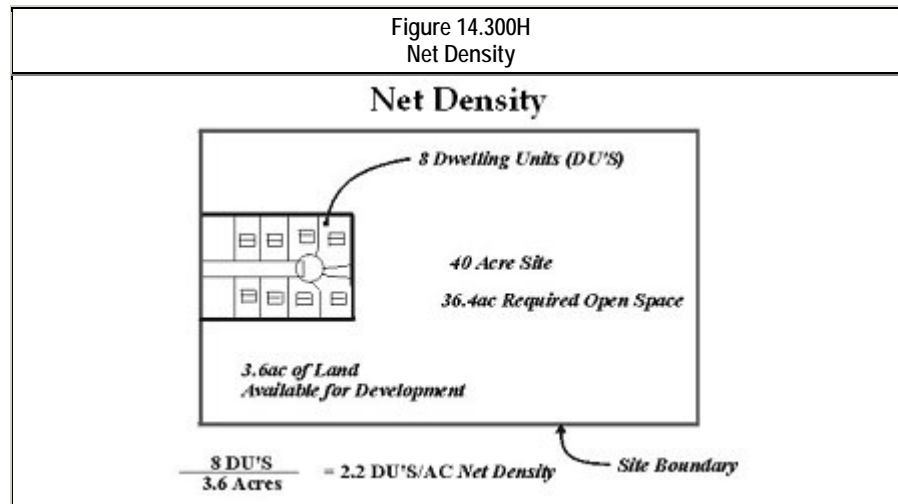 Figure 14.300H
Net Density
Net Density
8 Dwelling Units (DU'S)
40 Acre Site
36.4ac Required Open Space
3.6ac of Land
Available for Development
8 DU'S
3.6 Acres
= 2.2 DU'S/AC Net Density
Site Boundary